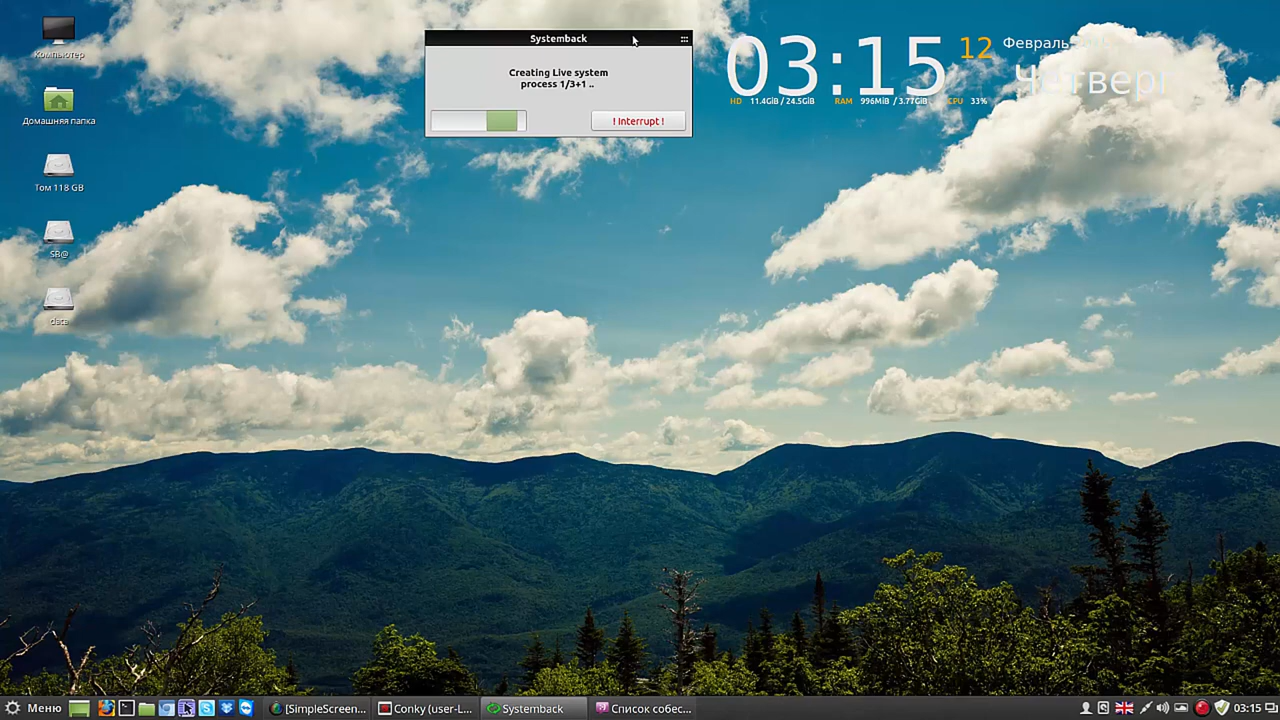 Компьютер
Домашняя папка
Том 118 GB
SB@
data
Systemback
Creating Live system
process 1/3+1 ..
! Interrupt !
03:15
12
Февраль
Четверг
HD 11.4GiB / 24.5GiB RAM 996MiB / 3.77GiB CPU 33%
Меню
[SimpleScreen...
Conky (user-L...
Systemback
Список собес...
03:15